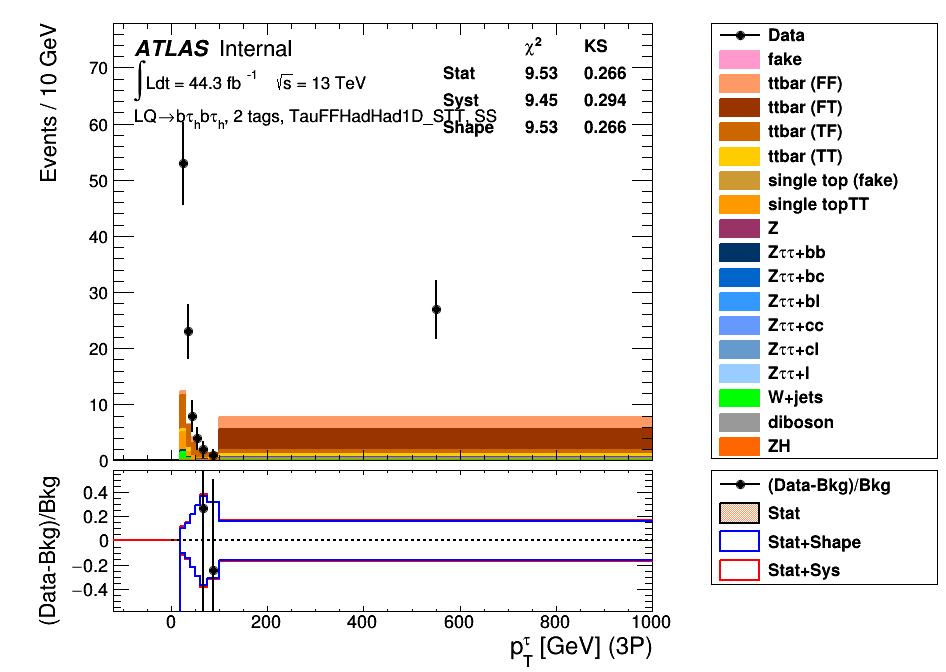 Events / 10 GeV
70
60
50
40
30
20
10
0
ATLAS Internal
∫Ldt = 44.3 fb⁻¹ √s = 13 TeV
LQ→bτ_hbτ_h, 2 tags, TauFFHadHad1D_STT, SS
χ² KS
Stat 9.53 0.266
Syst 9.45 0.294
Shape 9.53 0.266
Data
fake
ttbar (FF)
ttbar (FT)
ttbar (TF)
ttbar (TT)
single top (fake)
single topTT
Z
Zττ+bb
Zττ+bc
Zττ+bl
Zττ+cc
Zττ+cl
Zττ+l
W+jets
diboson
ZH
(Data-Bkg)/Bkg
0.4
0.2
0
−0.2
−0.4
0 200 400 600 800 1000
p_T^τ [GeV] (3P)
(Data-Bkg)/Bkg
Stat
Stat+Shape
Stat+Sys